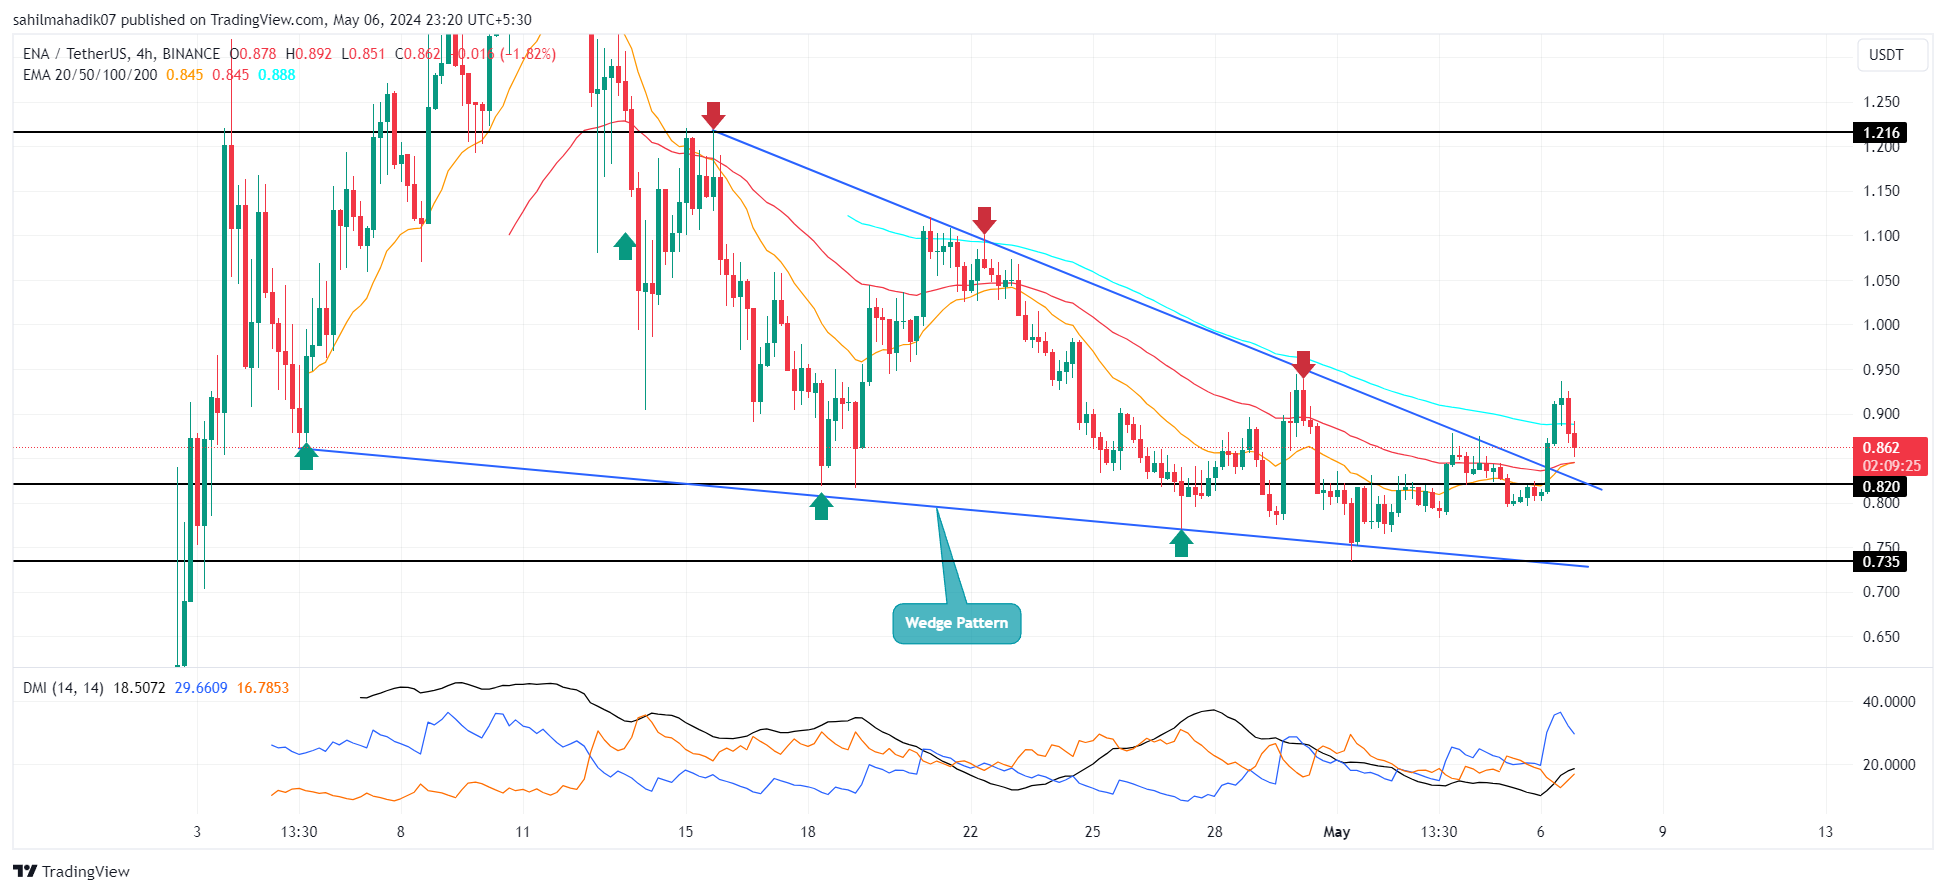 sahilmahadik07 published on TradingView.com, May 06, 2024 23:20 UTC+5:30
ENA / TetherUS, 4h, BINANCE O0.878 H0.892 L0.851 C0.862 −0.016 (−1.82%)
EMA 20/50/100/200 0.845 0.845 0.888
USDT
1.250
1.216
1.200
1.150
1.100
1.050
1.000
0.950
0.900
0.862
02:09:25
0.820
0.800
0.750
0.735
0.700
0.650
Wedge Pattern
DMI (14, 14) 18.5072 29.6609 16.7853
40.0000
20.0000
3 13:30 8 11 15 18 22 25 28 May 13:30 6 9 13
TradingView